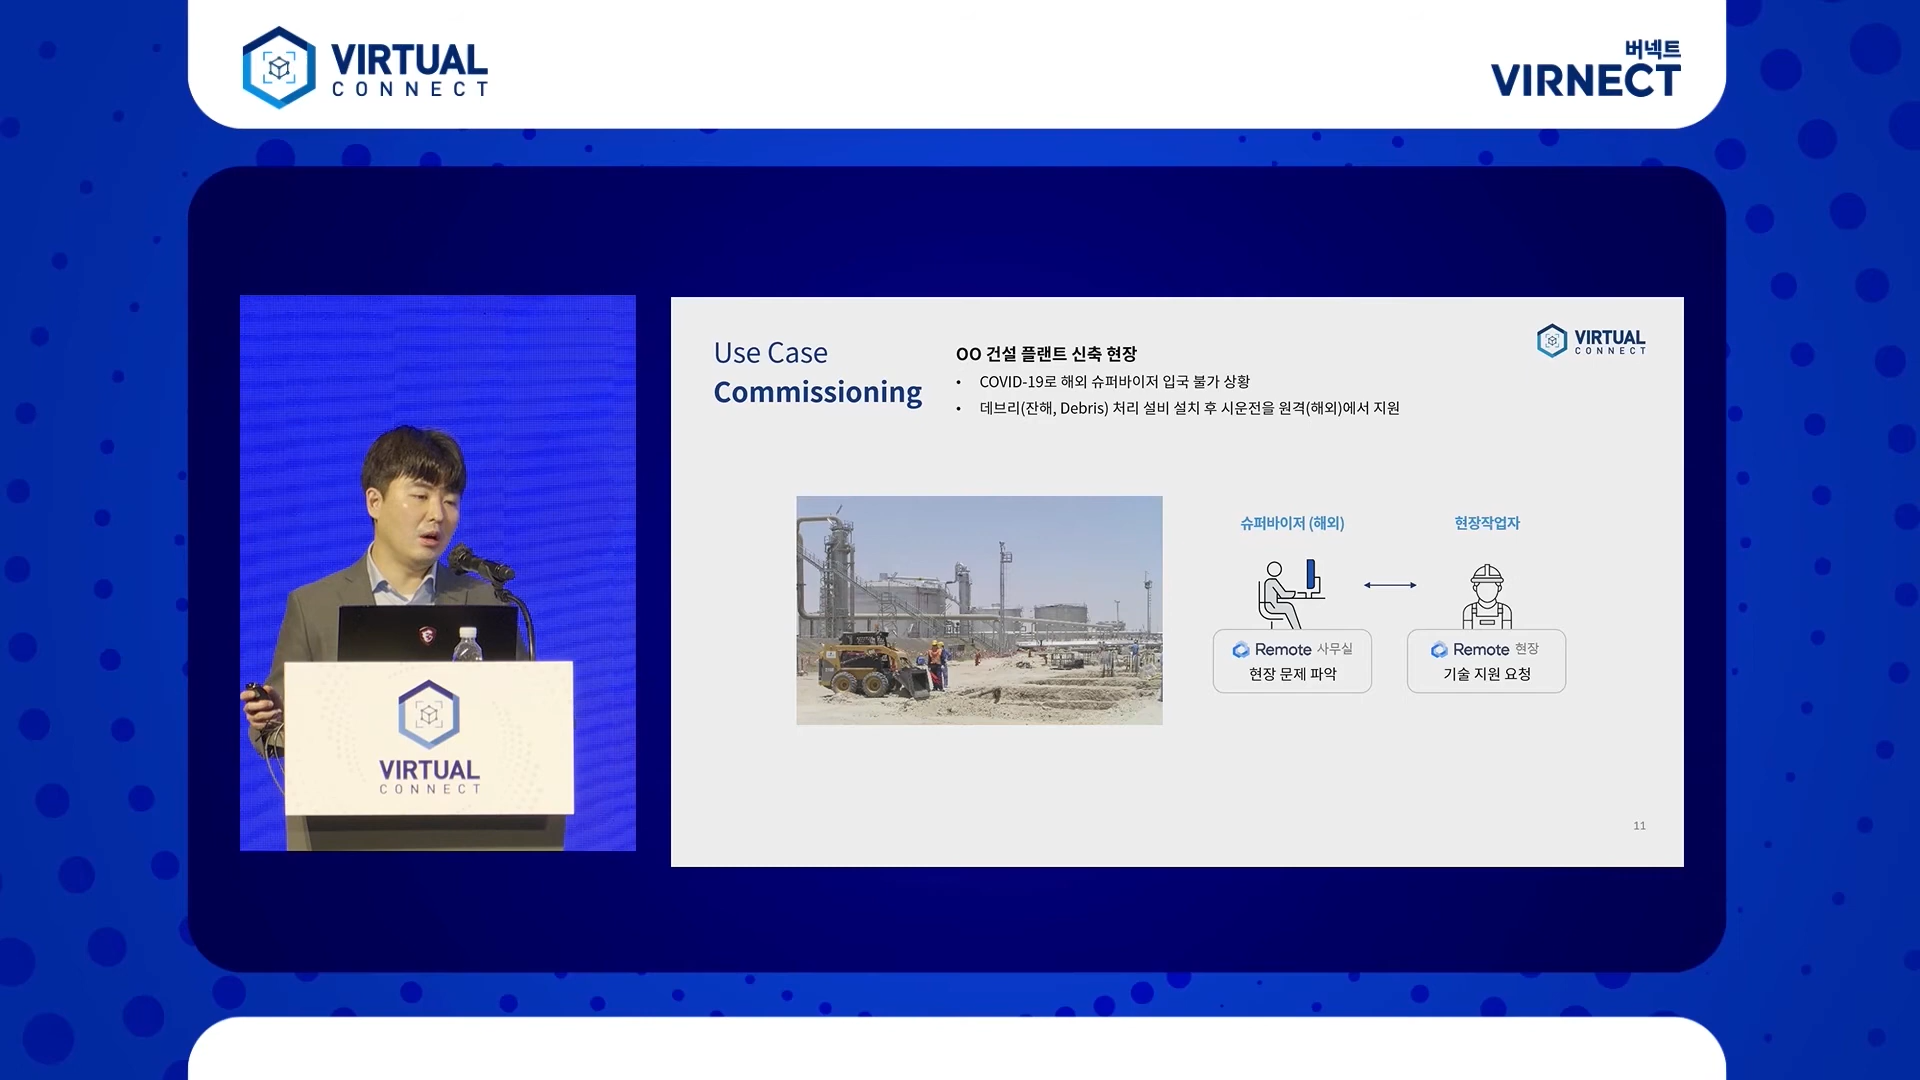 VIRTUAL
CONNECT
버넥트
VIRNECT
Use Case
Commissioning
OO 건설 플랜트 신축 현장
• COVID-19로 해외 슈퍼바이저 입국 불가 상황
• 데브리(잔해, Debris) 처리 설비 설치 후 시운전을 원격(해외)에서 지원
VIRTUAL
CONNECT
슈퍼바이저 (해외)
현장작업자
Remote 사무실
현장 문제 파악
Remote 현장
기술 지원 요청
11
VIRTUAL
CONNECT